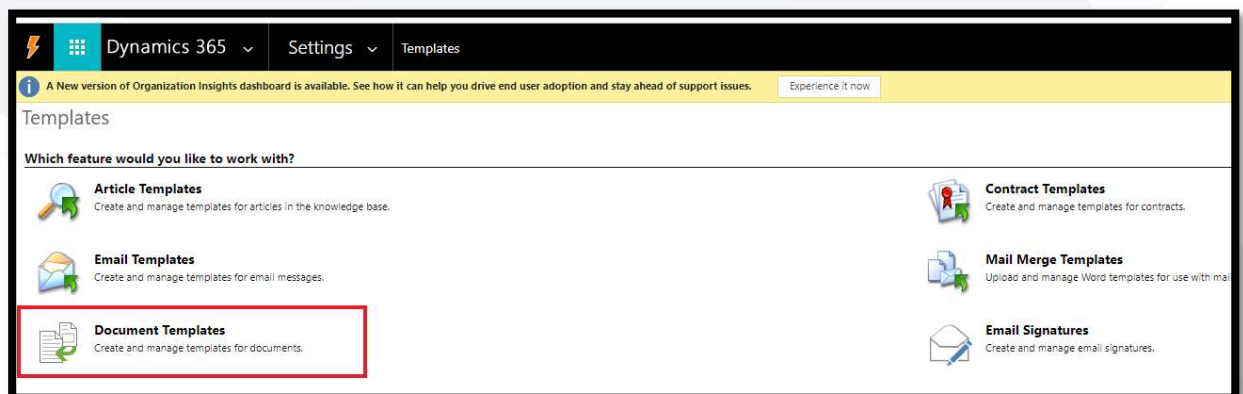 Dynamics 365 Settings Templates
A New version of Organization Insights dashboard is available. See how it can help you drive end user adoption and stay ahead of support issues. Experience it now
Templates
Which feature would you like to work with?
Article Templates
Create and manage templates for articles in the knowledge base.
Contract Templates
Create and manage templates for contracts.
Email Templates
Create and manage templates for email messages.
Mail Merge Templates
Upload and manage Word templates for use with mail
Document Templates
Create and manage templates for documents.
Email Signatures
Create and manage email signatures.